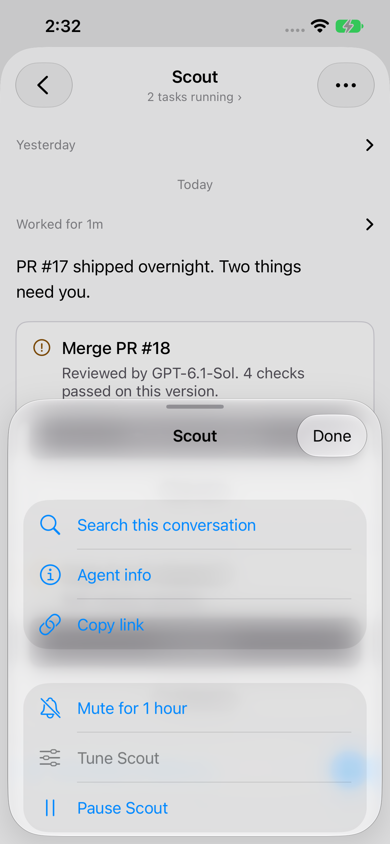 2:32
Scout
2 tasks running ›
Yesterday
Today
Worked for 1m
PR #17 shipped overnight. Two things
need you.
Merge PR #18
Reviewed by GPT-6.1-Sol. 4 checks
passed on this version.
Scout
Done
Search this conversation
Agent info
Copy link
Mute for 1 hour
Tune Scout
Pause Scout